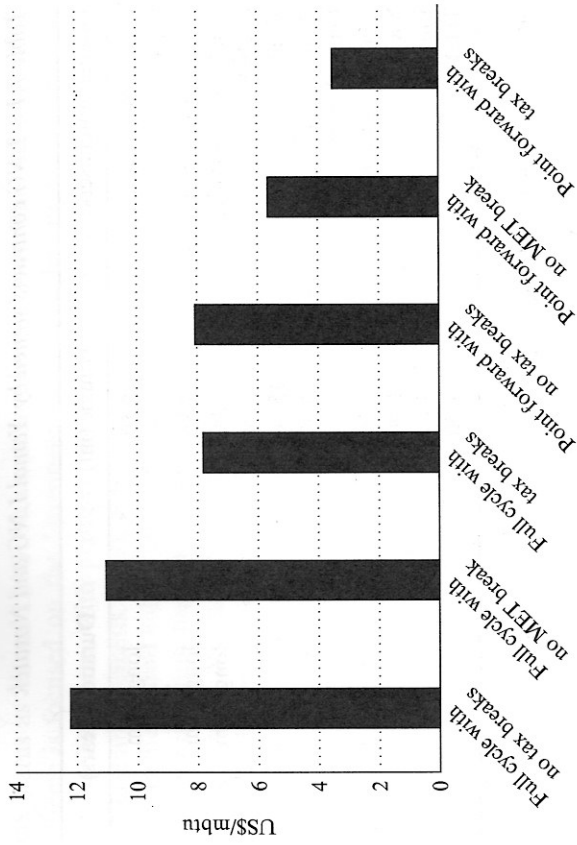 US$/mbtu
14
12
10
8
6
4
2
0
Full cycle with
no tax breaks
Full cycle with
no MET break
Full cycle with
tax breaks
Point forward with
no tax breaks
Point forward with
no MET break
Point forward with
tax breaks